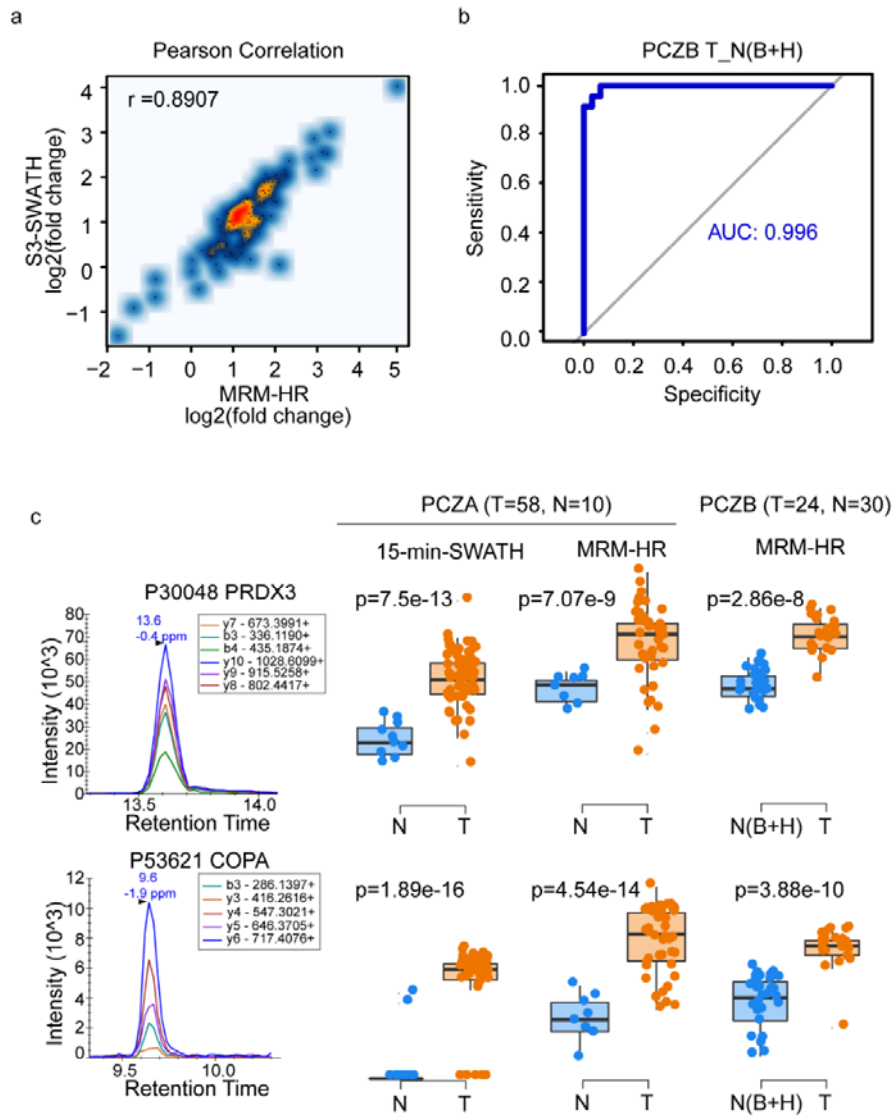 a
Pearson Correlation
r =0.8907
S3-SWATH
log2(fold change)
4
3
2
1
0
−1
−2 −1 0 1 2 3 4 5
MRM-HR
log2(fold change)
b
PCZB T_N(B+H)
Sensitivity
1.0
0.8
0.6
0.4
0.2
0.0
AUC: 0.996
0.0 0.2 0.4 0.6 0.8 1.0
Specificity
c
PCZA (T=58, N=10)
PCZB (T=24, N=30)
15-min-SWATH
MRM-HR
MRM-HR
P30048 PRDX3
Intensity (10^3)
80
70
60
50
40
30
20
10
0
13.6
-0.4 ppm
y7 - 673.3991+
b3 - 336.1190+
b4 - 435.1874+
y10 - 1028.6099+
y9 - 915.5258+
y8 - 802.4417+
13.5 14.0
Retention Time
p=7.5e-13
N T
p=7.07e-9
N T
p=2.86e-8
N(B+H) T
P53621 COPA
Intensity (10^3)
12
10
8
6
4
2
0
9.6
-1.9 ppm
b3 - 286.1397+
y3 - 416.2616+
y4 - 547.3021+
y5 - 646.3705+
y6 - 717.4076+
9.5 10.0
Retention Time
p=1.89e-16
N T
p=4.54e-14
N T
p=3.88e-10
N(B+H) T